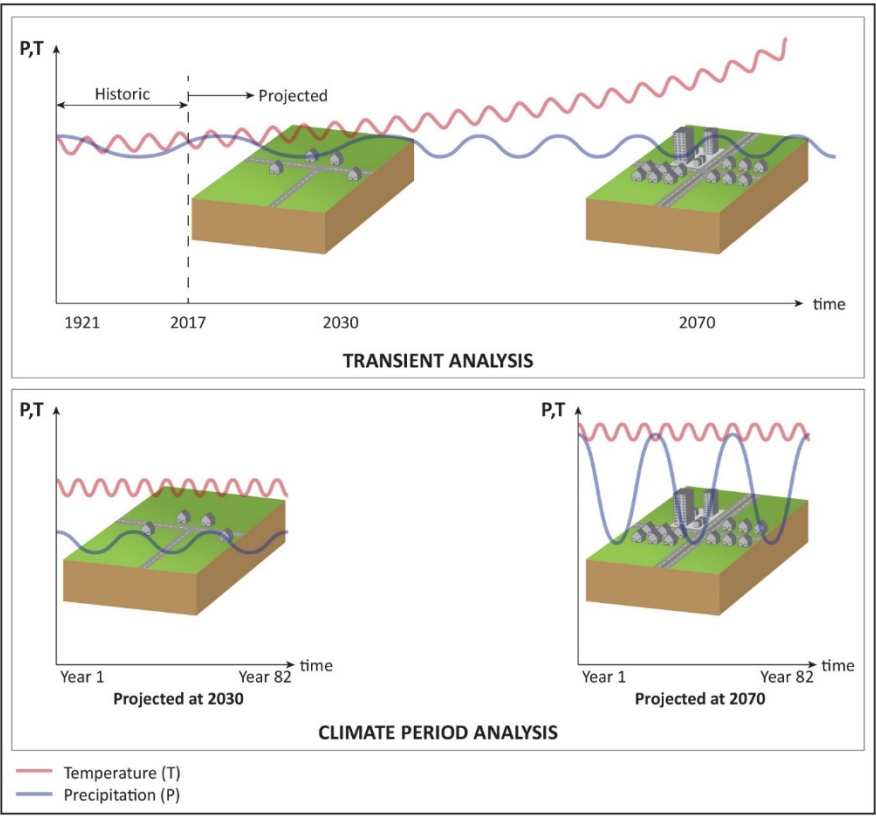 P,T
Historic
Projected
time
1921 2017 2030 2070
TRANSIENT ANALYSIS
P,T P,T
time time
Year 1 Year 82 Year 1 Year 82
Projected at 2030 Projected at 2070
CLIMATE PERIOD ANALYSIS
Temperature (T)
Precipitation (P)